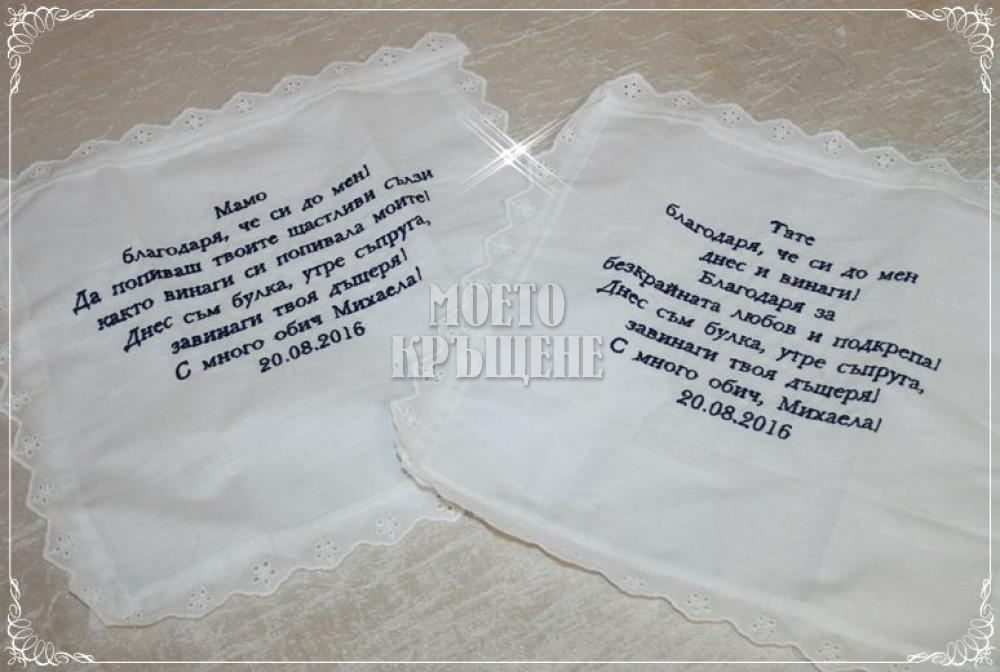 Мамо
благодаря, че си до мен!
Да попиваш твоите щастливи сълзи
както винаги си попивала моите!
Днес съм булка, утре съпруга,
завинаги твоя дъщеря!
С много обич Михаела!
20.08.2016
Тате
благодаря, че си до мен
днес и винаги!
Благодаря за
безкрайната любов и подкрепа!
Днес съм булка, утре съпруга,
завинаги твоя дъщеря!
С много обич, Михаела!
20.08.2016
МОЕТО
КРЪЩЕНЕ